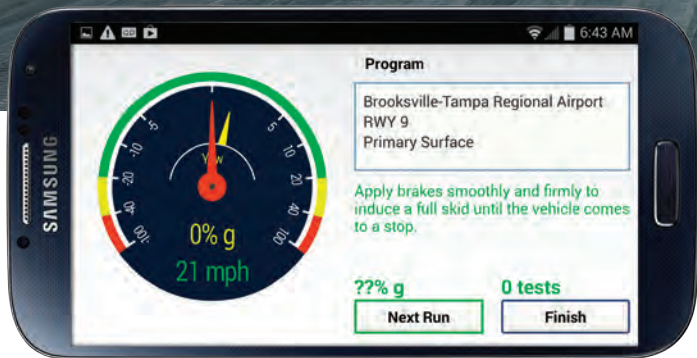 6:43 AM
SAMSUNG
-5
5
-10
10
-20
20
-40
40
-100
100
Yaw
0% g
21 mph
Program
Brooksville-Tampa Regional Airport
RWY 9
Primary Surface
Apply brakes smoothly and firmly to
induce a full skid until the vehicle comes
to a stop.
??% g
0 tests
Next Run
Finish